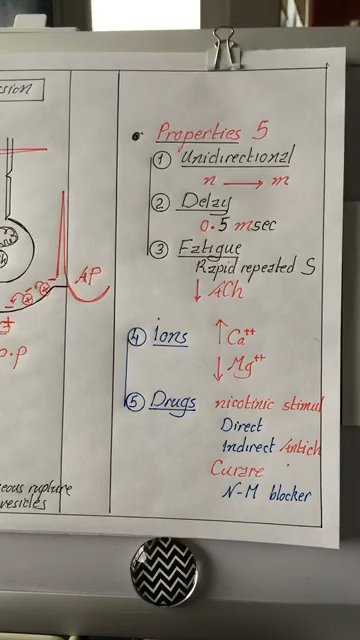 ssion
AP
o.p
eous rupture
vesicles
Properties 5
① Unidirectional
n → m
② Delay
0.5 msec
③ Fatigue
Rapid repeated S
↓ ACh
④ Ions
↑ Ca++
↓ Mg++
⑤ Drugs nicotinic stimul
Direct
Indirect /Antich
Curare
N-M blocker